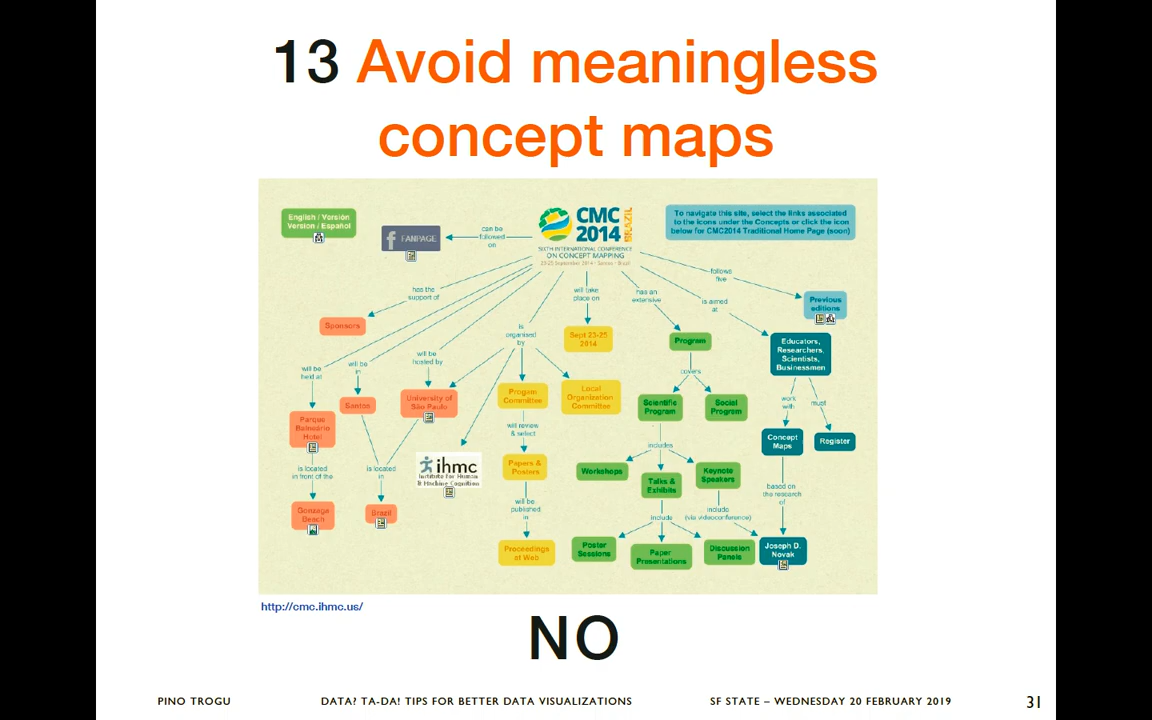 13 Avoid meaningless
concept maps
English / Versión
Version / Español
FANPAGE
can be
followed
on
CMC
2014
BRAZIL
SIXTH INTERNATIONAL CONFERENCE
ON CONCEPT MAPPING
23-25 September 2014 - Santos - Brazil
To navigate this site, select the links associated
to the icons under the Concepts or click the icon
below for CMC2014 Traditional Home Page (soon)
follows
five
Previous
editions
has the
support of
Sponsors
will take
place on
Sept 23-25
2014
has an
extensive
Program
is aimed
at
Educators,
Researchers,
Scientists,
Businessmen
is
organised
by
will be
held at
will be
in
will be
hosted by
Parque
Balneário
Hotel
Santos
University of
São Paulo
Progam
Committee
Local
Organization
Committee
covers
Scientific
Program
Social
Program
work
with
must
Concept
Maps
Register
is located
in front of the
is located
in
ihmc
Institute for Human
& Machine Cognition
will review
& select
Papers &
Posters
includes
Workshops
Talks &
Exhibits
Keynote
Speakers
based on
the research
of
Gonzaga
Beach
Brazil
will be
published
in
Proceedings
of Web
include
include
(via videoconference)
Poster
Sessions
Paper
Presentations
Discussion
Panels
Joseph D.
Novak
http://cmc.ihmc.us/
NO
PINO TROGU
DATA? TA-DA! TIPS FOR BETTER DATA VISUALIZATIONS
SF STATE – WEDNESDAY 20 FEBRUARY 2019
31